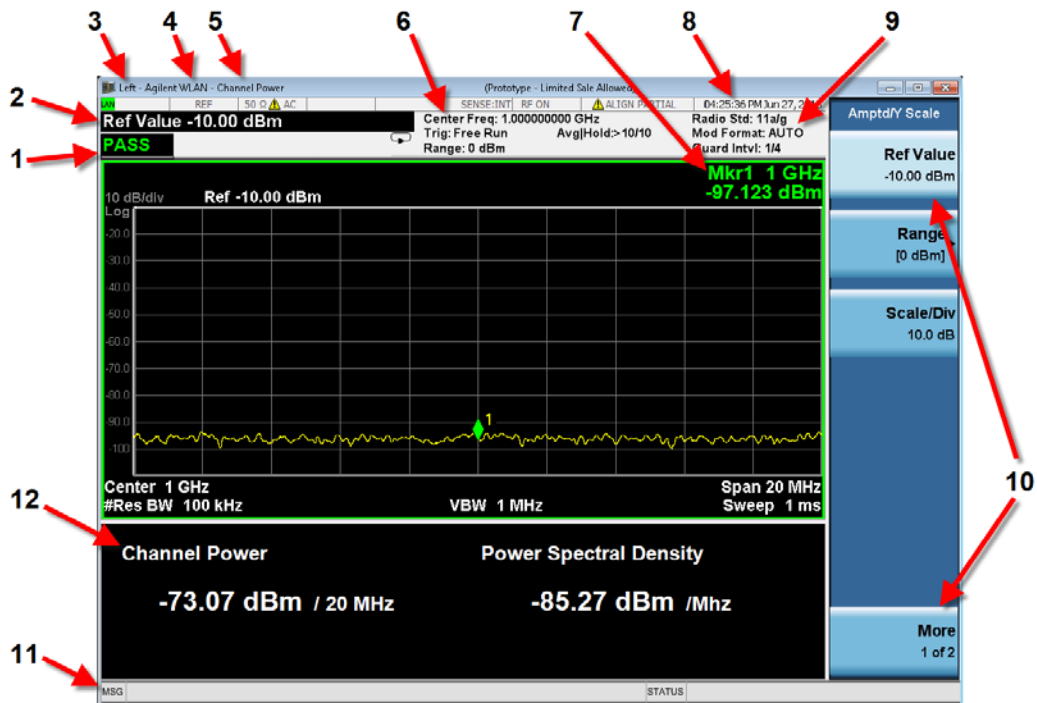 3 4 5 6 7 8 9
Left - Agilent WLAN - Channel Power (Prototype - Limited Sale Allowed)
2
LAN REF 50 Ω AC SENSE:INT RF ON ALIGN PARTIAL 04:25:36 PM Jun 27,
Ref Value -10.00 dBm
Center Freq: 1.000000000 GHz Radio Std: 11a/g
Trig: Free Run Avg|Hold:>10/10 Mod Format: AUTO
Range: 0 dBm Guard Intvl: 1/4
1
PASS
Amptd/Y Scale
Ref Value
-10.00 dBm
Range
[0 dBm]
Scale/Div
10.0 dB
More
1 of 2
10
Mkr1 1 GHz
-97.123 dBm
10 dB/div Ref -10.00 dBm
Log
-20.0
-30.0
-40.0
-50.0
-60.0
-70.0
-80.0
-90.0
-100
1
Center 1 GHz Span 20 MHz
#Res BW 100 kHz VBW 1 MHz Sweep 1 ms
12
Channel Power Power Spectral Density
-73.07 dBm / 20 MHz -85.27 dBm /Mhz
11
MSG STATUS